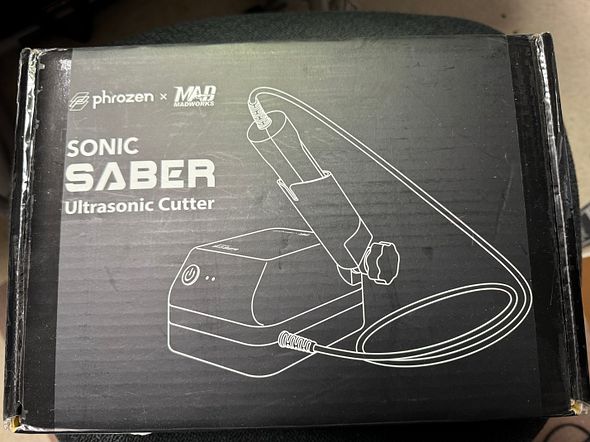 phrozen × MAD
MADWORKS
SONIC
SABER
Ultrasonic Cutter